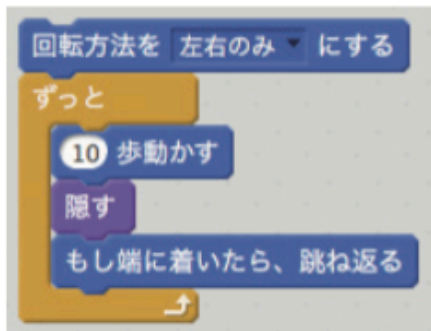 回転方法を 左右のみ にする
ずっと
10 歩動かす
隠す
もし端に着いたら、跳ね返る